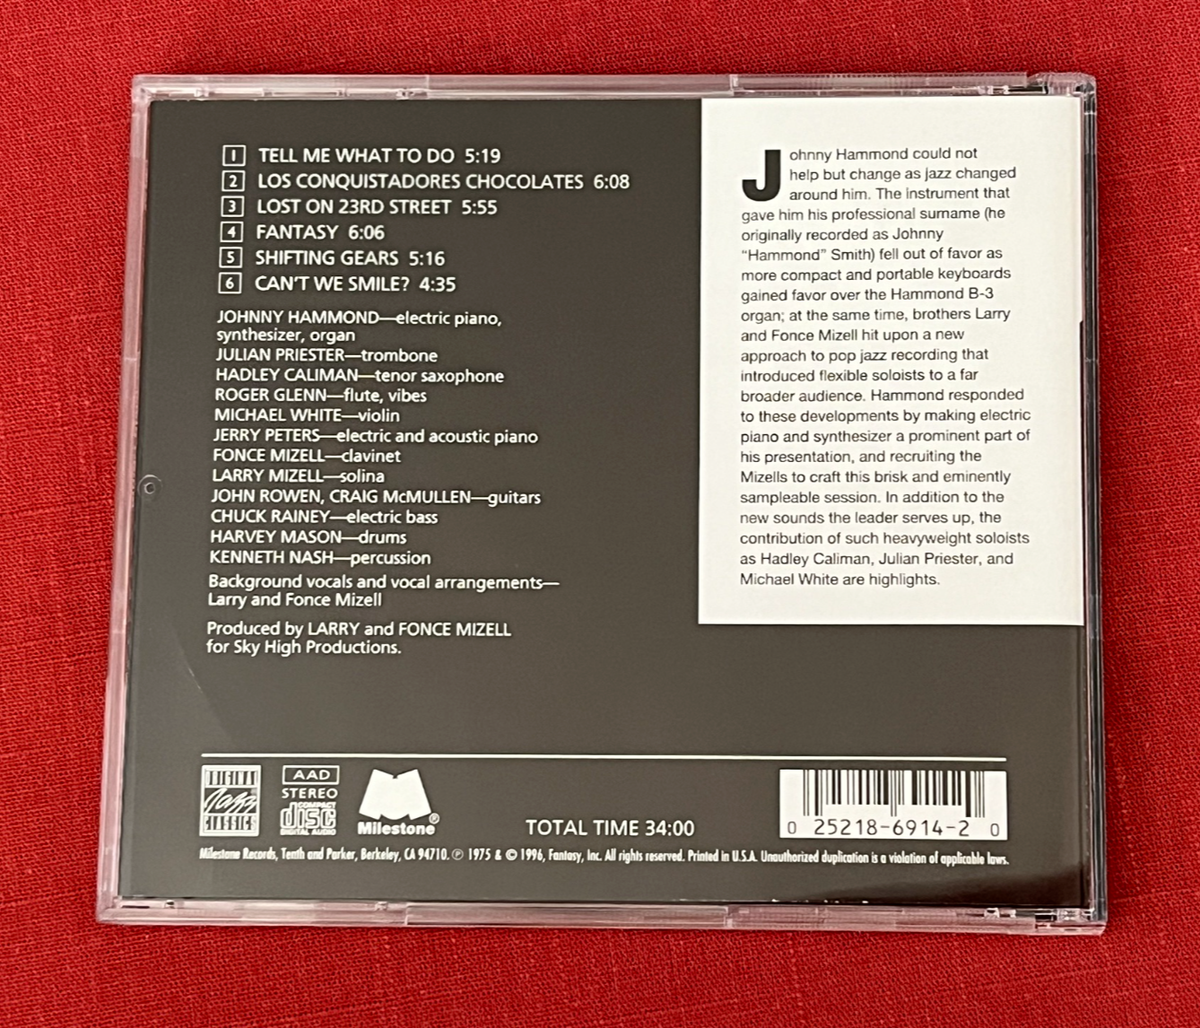 1 TELL ME WHAT TO DO 5:19
2 LOS CONQUISTADORES CHOCOLATES 6:08
3 LOST ON 23RD STREET 5:55
4 FANTASY 6:06
5 SHIFTING GEARS 5:16
6 CAN'T WE SMILE? 4:35
JOHNNY HAMMOND—electric piano,
synthesizer, organ
JULIAN PRIESTER—trombone
HADLEY CALIMAN—tenor saxophone
ROGER GLENN—flute, vibes
MICHAEL WHITE—violin
JERRY PETERS—electric and acoustic piano
FONCE MIZELL—clavinet
LARRY MIZELL—solina
JOHN ROWEN, CRAIG McMULLEN—guitars
CHUCK RAINEY—electric bass
HARVEY MASON—drums
KENNETH NASH—percussion
Background vocals and vocal arrangements—
Larry and Fonce Mizell
Produced by LARRY and FONCE MIZELL
for Sky High Productions.
Johnny Hammond could not
help but change as jazz changed
around him. The instrument that
gave him his professional surname (he
originally recorded as Johnny
"Hammond" Smith) fell out of favor as
more compact and portable keyboards
gained favor over the Hammond B-3
organ; at the same time, brothers Larry
and Fonce Mizell hit upon a new
approach to pop jazz recording that
introduced flexible soloists to a far
broader audience. Hammond responded
to these developments by making electric
piano and synthesizer a prominent part of
his presentation, and recruiting the
Mizells to craft this brisk and eminently
sampleable session. In addition to the
new sounds the leader serves up, the
contribution of such heavyweight soloists
as Hadley Caliman, Julian Priester, and
Michael White are highlights.
ORIGINAL
Jazz
CLASSICS
AAD
STEREO
COMPACT
disc
DIGITAL AUDIO
Milestone®
TOTAL TIME 34:00
0 25218-6914-2 0
Milestone Records, Tenth and Parker, Berkeley, CA 94710. ℗ 1975 & © 1996, Fantasy, Inc. All rights reserved. Printed in U.S.A. Unauthorized duplication is a violation of applicable laws.